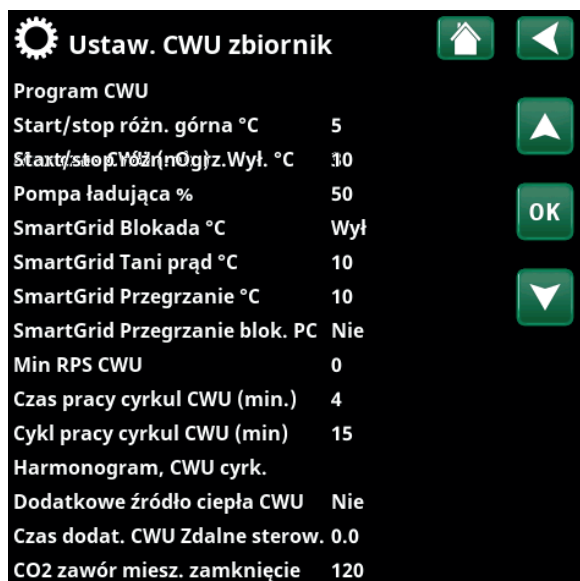 Ustaw. CWU zbiornik
Program CWU
Start/stop różn. górna °C 5
°C
Pompa ładująca % 50
SmartGrid Blokada °C Wył
SmartGrid Tani prąd °C 10
SmartGrid Przegrzanie °C 10
SmartGrid Przegrzanie blok. PC Nie
Min RPS CWU 0
Czas pracy cyrkul CWU (min.) 4
Cykl pracy cyrkul CWU (min) 15
Harmonogram, CWU cyrk.
Dodatkowe źródło ciepła CWU Nie
Czas dodat. CWU Zdalne sterow. 0.0
CO2 zawór miesz. zamknięcie 120
OK